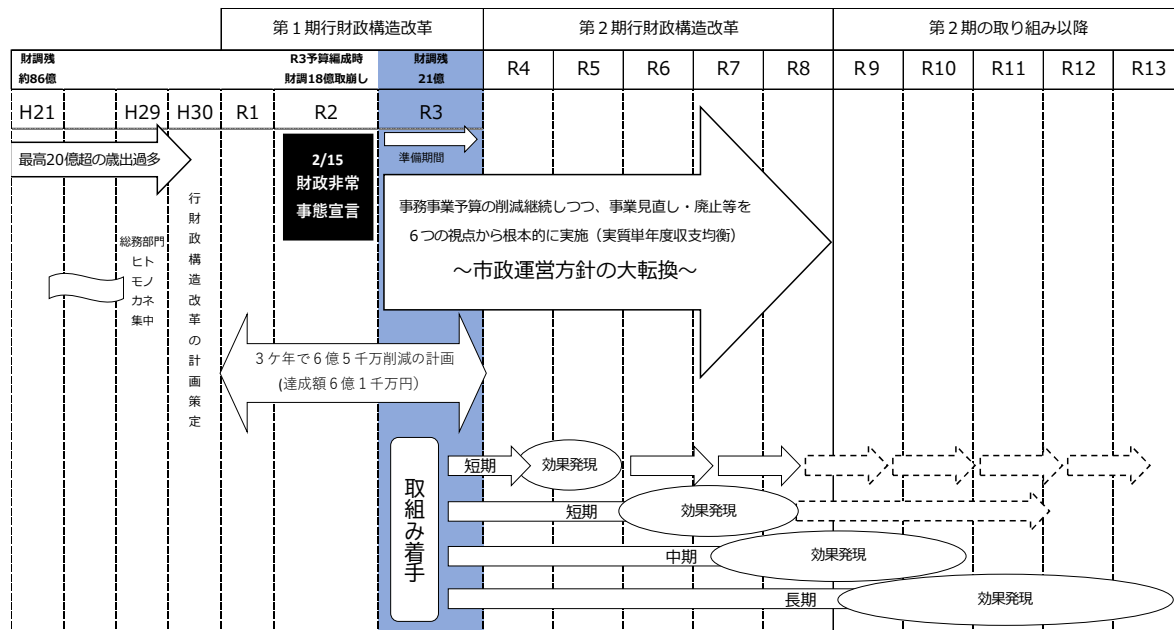 第１期行財政構造改革
第２期行財政構造改革
第２期の取り組み以降
財調残
約86億
R3予算編成時
財調18億取崩し
財調残
21億
R4
R5
R6
R7
R8
R9
R10
R11
R12
R13
H21
H29
H30
R1
R2
R3
最高20億超の歳出過多
2/15
財政非常
事態宣言
準備期間
事務事業予算の削減継続しつつ、事業見直し・廃止等を
６つの視点から根本的に実施（実質単年度収支均衡）
～市政運営方針の大転換～
行財政構造改革の計画策定
総務部門
ヒト
モノ
カネ
集中
３ケ年で６億５千万削減の計画
(達成額６億１千万円）
取組み着手
短期
効果発現
短期
効果発現
中期
効果発現
長期
効果発現